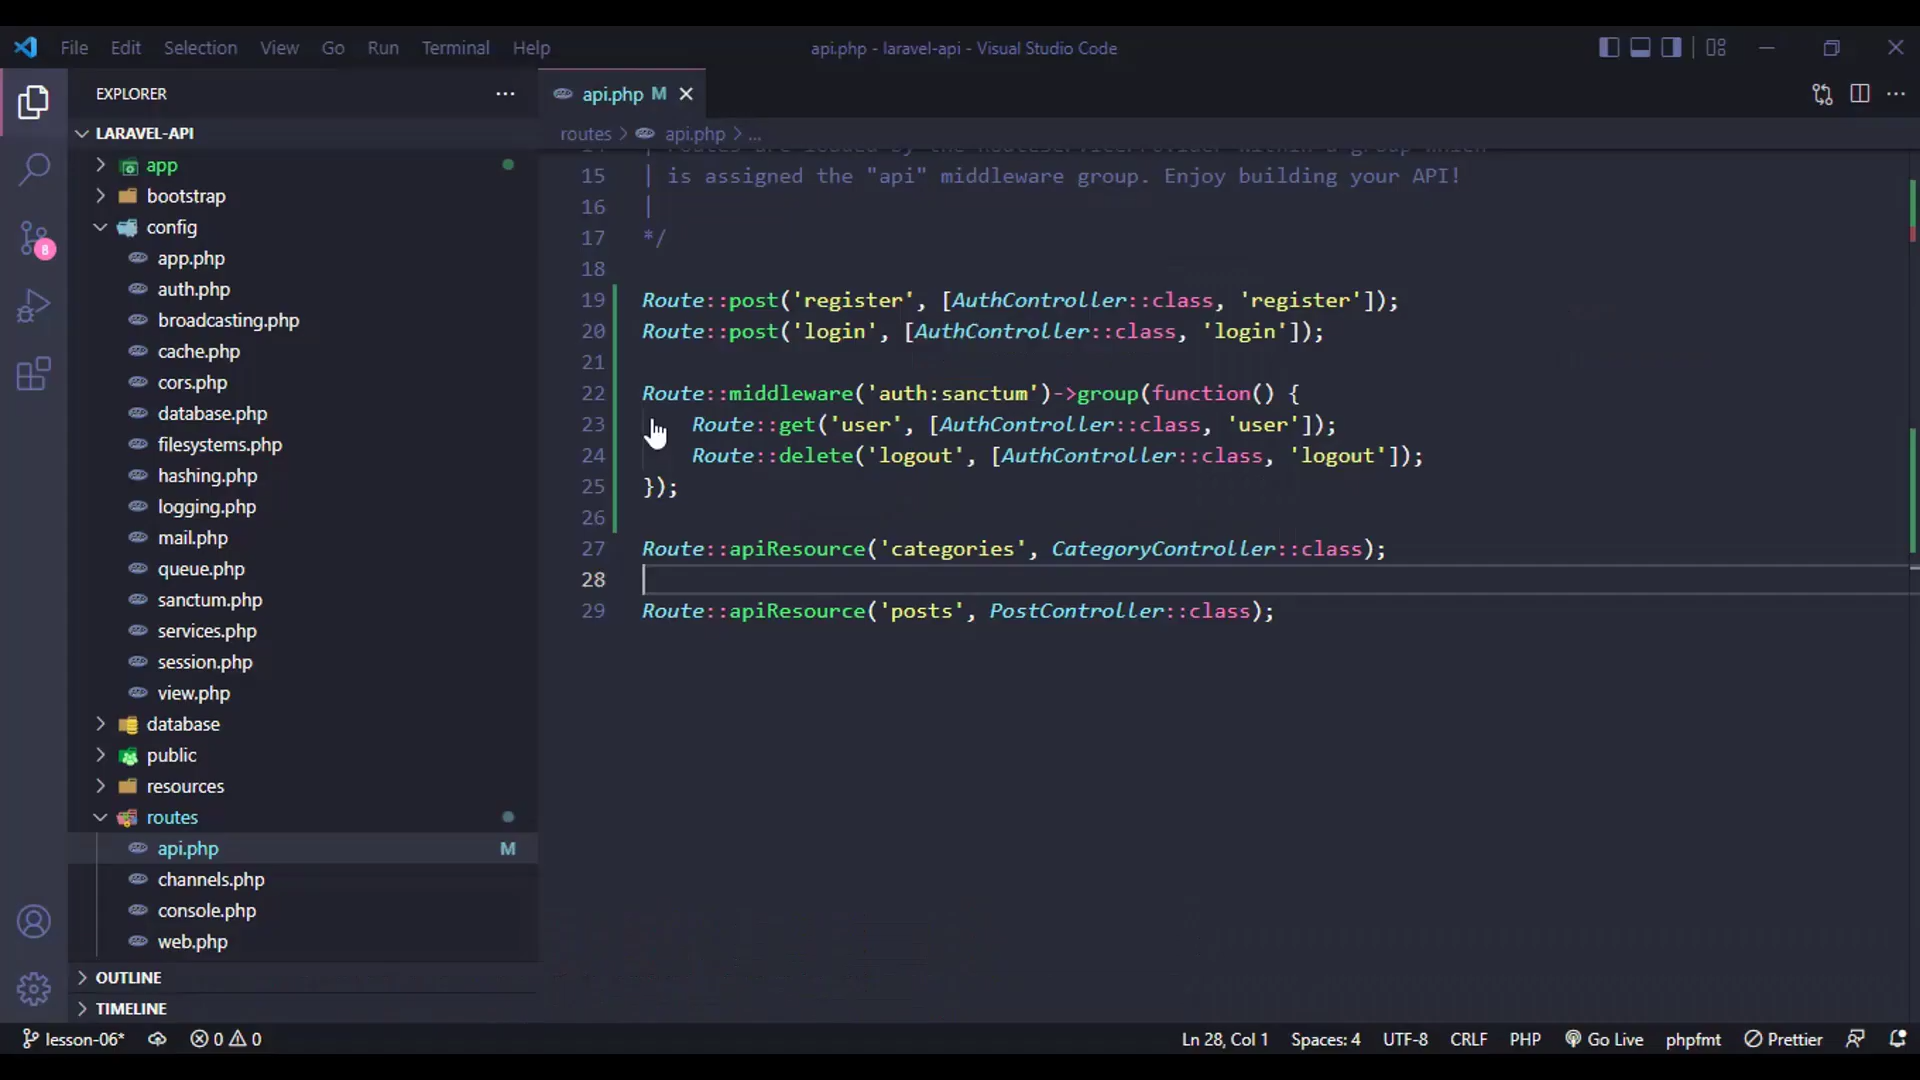 File Edit Selection View Go Run Terminal Help
api.php - laravel-api - Visual Studio Code
EXPLORER
LARAVEL-API
app
bootstrap
config
app.php
auth.php
broadcasting.php
cache.php
cors.php
database.php
filesystems.php
hashing.php
logging.php
mail.php
queue.php
sanctum.php
services.php
session.php
view.php
database
public
resources
routes
api.php M
channels.php
console.php
web.php
OUTLINE
TIMELINE
8
api.php M
routes > api.php > ...
15 | is assigned the "api" middleware group. Enjoy building your API!
16 |
17 */
18
19 Route::post('register', [AuthController::class, 'register']);
20 Route::post('login', [AuthController::class, 'login']);
21
22 Route::middleware('auth:sanctum')->group(function() {
23 Route::get('user', [AuthController::class, 'user']);
24 Route::delete('logout', [AuthController::class, 'logout']);
25 });
26
27 Route::apiResource('categories', CategoryController::class);
28
29 Route::apiResource('posts', PostController::class);
lesson-06* 0 0 Ln 28, Col 1 Spaces: 4 UTF-8 CRLF PHP Go Live phpfmt Prettier